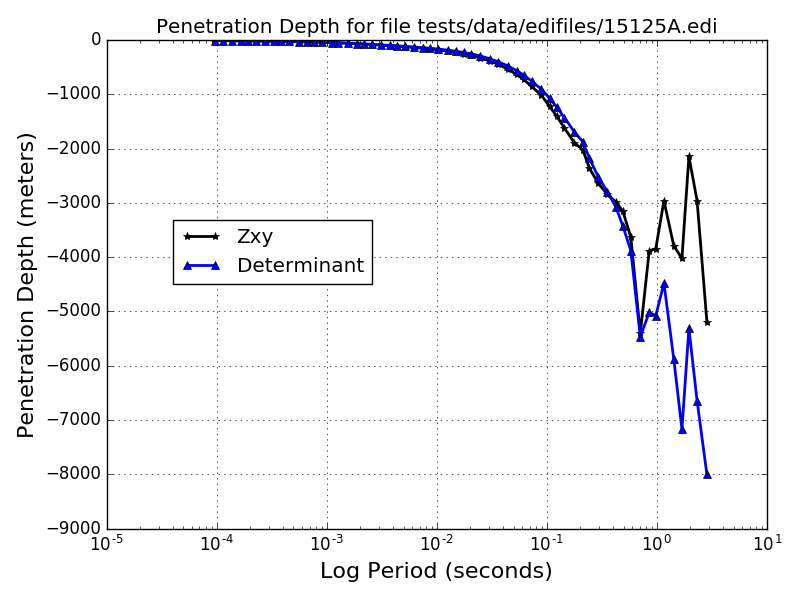 Penetration Depth for file tests/data/edifiles/15125A.edi
Penetration Depth (meters)
0
−1000
−2000
−3000
−4000
−5000
−6000
−7000
−8000
−9000
Zxy
Determinant
10^-5 10^-4 10^-3 10^-2 10^-1 10^0 10^1
Log Period (seconds)